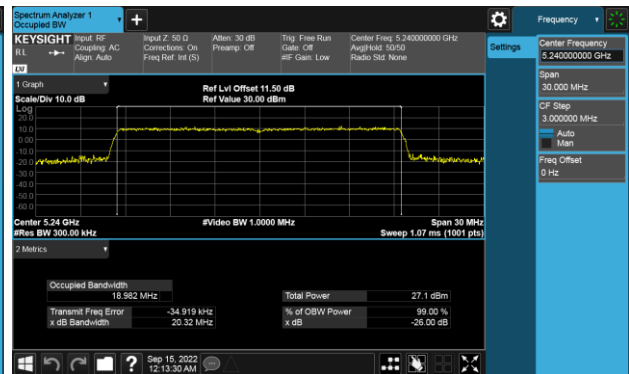 Spectrum Analyzer 1
Occupied BW
Frequency
KEYSIGHT
RL
LXI
Input: RF
Coupling: AC
Align: Auto
Input Z: 50 Ω
Corrections: On
Freq Ref: Int (S)
Atten: 30 dB
Preamp: Off
Trig: Free Run
Gate: Off
#IF Gain: Low
Center Freq: 5.240000000 GHz
Avg|Hold: 50/50
Radio Std: None
Settings
Center Frequency
5.240000000 GHz
Span
30.000 MHz
CF Step
3.000000 MHz
Auto
Man
Freq Offset
0 Hz
1 Graph
Scale/Div 10.0 dB
Ref Lvl Offset 11.50 dB
Ref Value 30.00 dBm
Log
20.0
10.0
0.00
-10.0
-20.0
-30.0
-40.0
-50.0
-60.0
Center 5.24 GHz
#Video BW 1.0000 MHz
Span 30 MHz
#Res BW 300.00 kHz
Sweep 1.07 ms (1001 pts)
2 Metrics
Occupied Bandwidth
18.982 MHz
Total Power 27.1 dBm
Transmit Freq Error -34.919 kHz
% of OBW Power 99.00 %
x dB Bandwidth 20.32 MHz
x dB -26.00 dB
Sep 15, 2022
12:13:30 AM